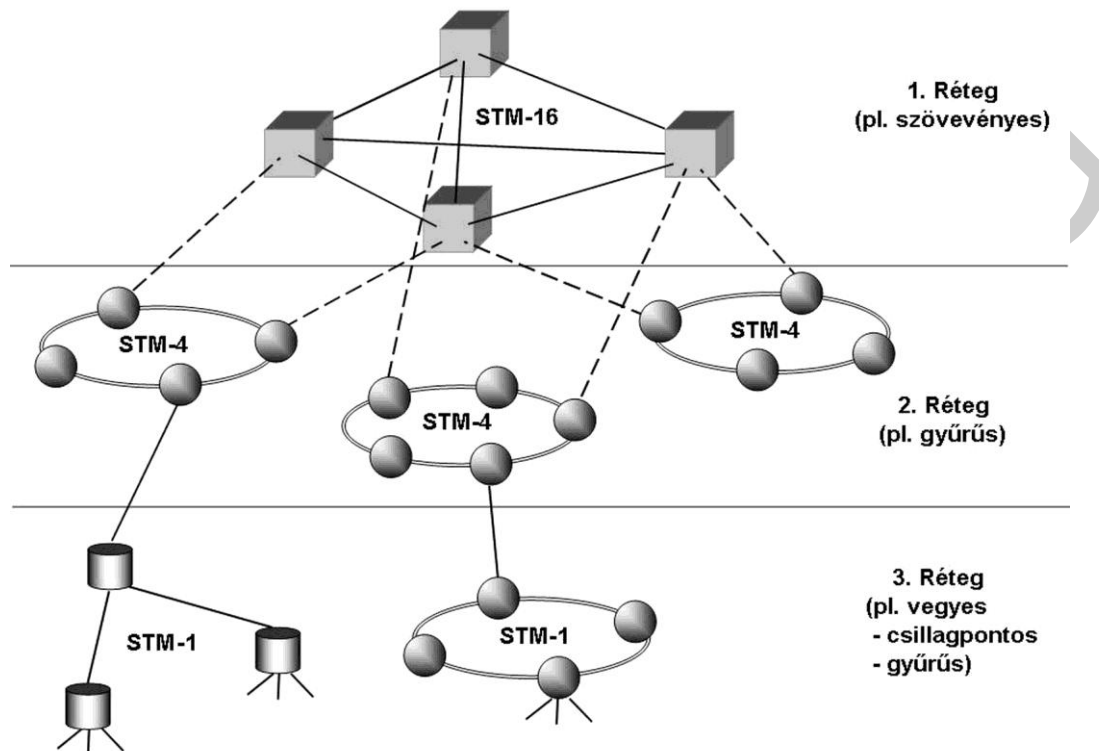 STM-16
1. Réteg
(pl. szövevényes)
STM-4
STM-4
STM-4
2. Réteg
(pl. gyűrűs)
STM-1
STM-1
3. Réteg
(pl. vegyes
- csillagpontos
- gyűrűs)